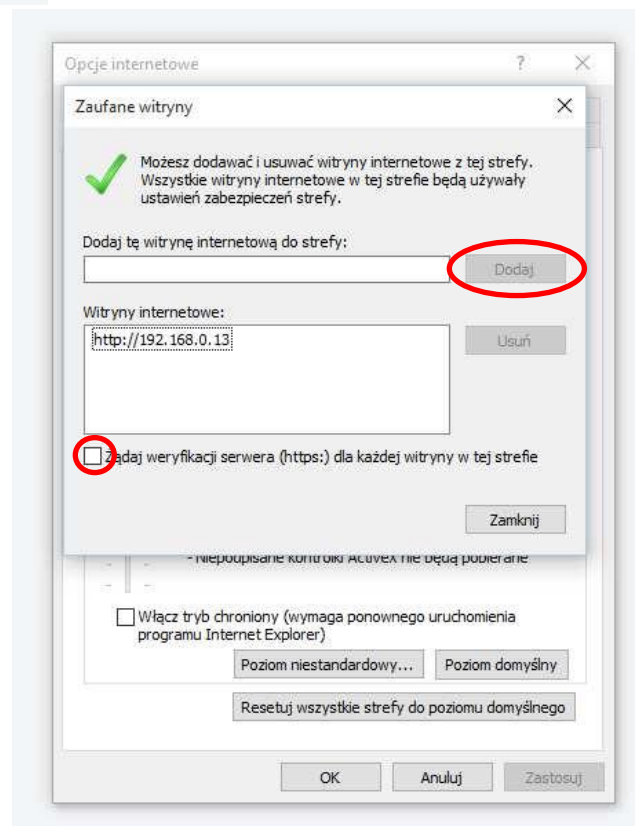 Opcje internetowe
Zaufane witryny
Możesz dodawać i usuwać witryny internetowe z tej strefy.
Wszystkie witryny internetowe w tej strefie będą używały
ustawień zabezpieczeń strefy.
Dodaj tę witrynę internetową do strefy:
Dodaj
Witryny internetowe:
http://192.168.0.13
Usuń
Żądaj weryfikacji serwera (https:) dla każdej witryny w tej strefie
Zamknij
- Niepodpisane kontrolki ActiveX nie będą pobierane
Włącz tryb chroniony (wymaga ponownego uruchomienia
programu Internet Explorer)
Poziom niestandardowy... Poziom domyślny
Resetuj wszystkie strefy do poziomu domyślnego
OK Anuluj Zastosuj